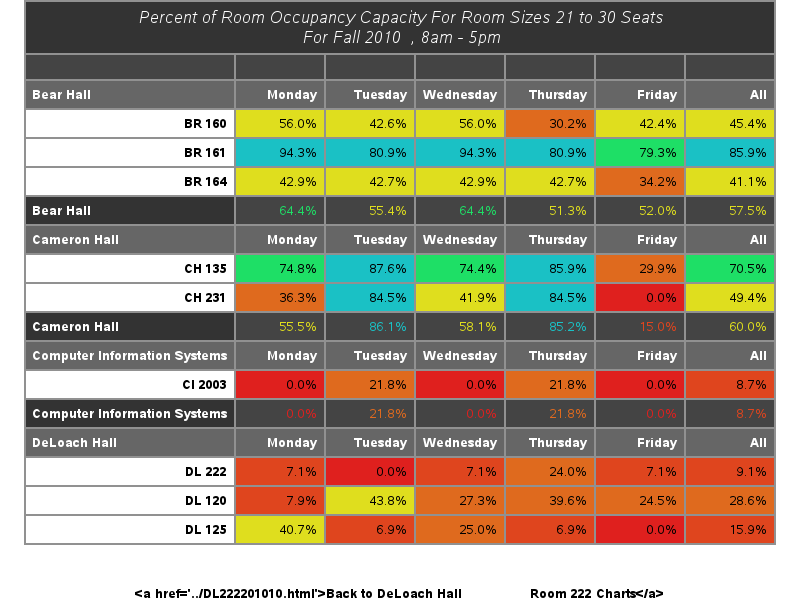 Percent of Room Occupancy Capacity For Room Sizes 21 to 30 Seats
For Fall 2010 , 8am - 5pm
Bear Hall Monday Tuesday Wednesday Thursday Friday All
BR 160 56.0% 42.6% 56.0% 30.2% 42.4% 45.4%
BR 161 94.3% 80.9% 94.3% 80.9% 79.3% 85.9%
BR 164 42.9% 42.7% 42.9% 42.7% 34.2% 41.1%
Bear Hall 64.4% 55.4% 64.4% 51.3% 52.0% 57.5%
Cameron Hall Monday Tuesday Wednesday Thursday Friday All
CH 135 74.8% 87.6% 74.4% 85.9% 29.9% 70.5%
CH 231 36.3% 84.5% 41.9% 84.5% 0.0% 49.4%
Cameron Hall 55.5% 86.1% 58.1% 85.2% 15.0% 60.0%
Computer Information Systems Monday Tuesday Wednesday Thursday Friday All
CI 2003 0.0% 21.8% 0.0% 21.8% 0.0% 8.7%
Computer Information Systems 0.0% 21.8% 0.0% 21.8% 0.0% 8.7%
DeLoach Hall Monday Tuesday Wednesday Thursday Friday All
DL 222 7.1% 0.0% 7.1% 24.0% 7.1% 9.1%
DL 120 7.9% 43.8% 27.3% 39.6% 24.5% 28.6%
DL 125 40.7% 6.9% 25.0% 6.9% 0.0% 15.9%
<a href='../DL222201010.html'>Back to DeLoach Hall Room 222 Charts</a>